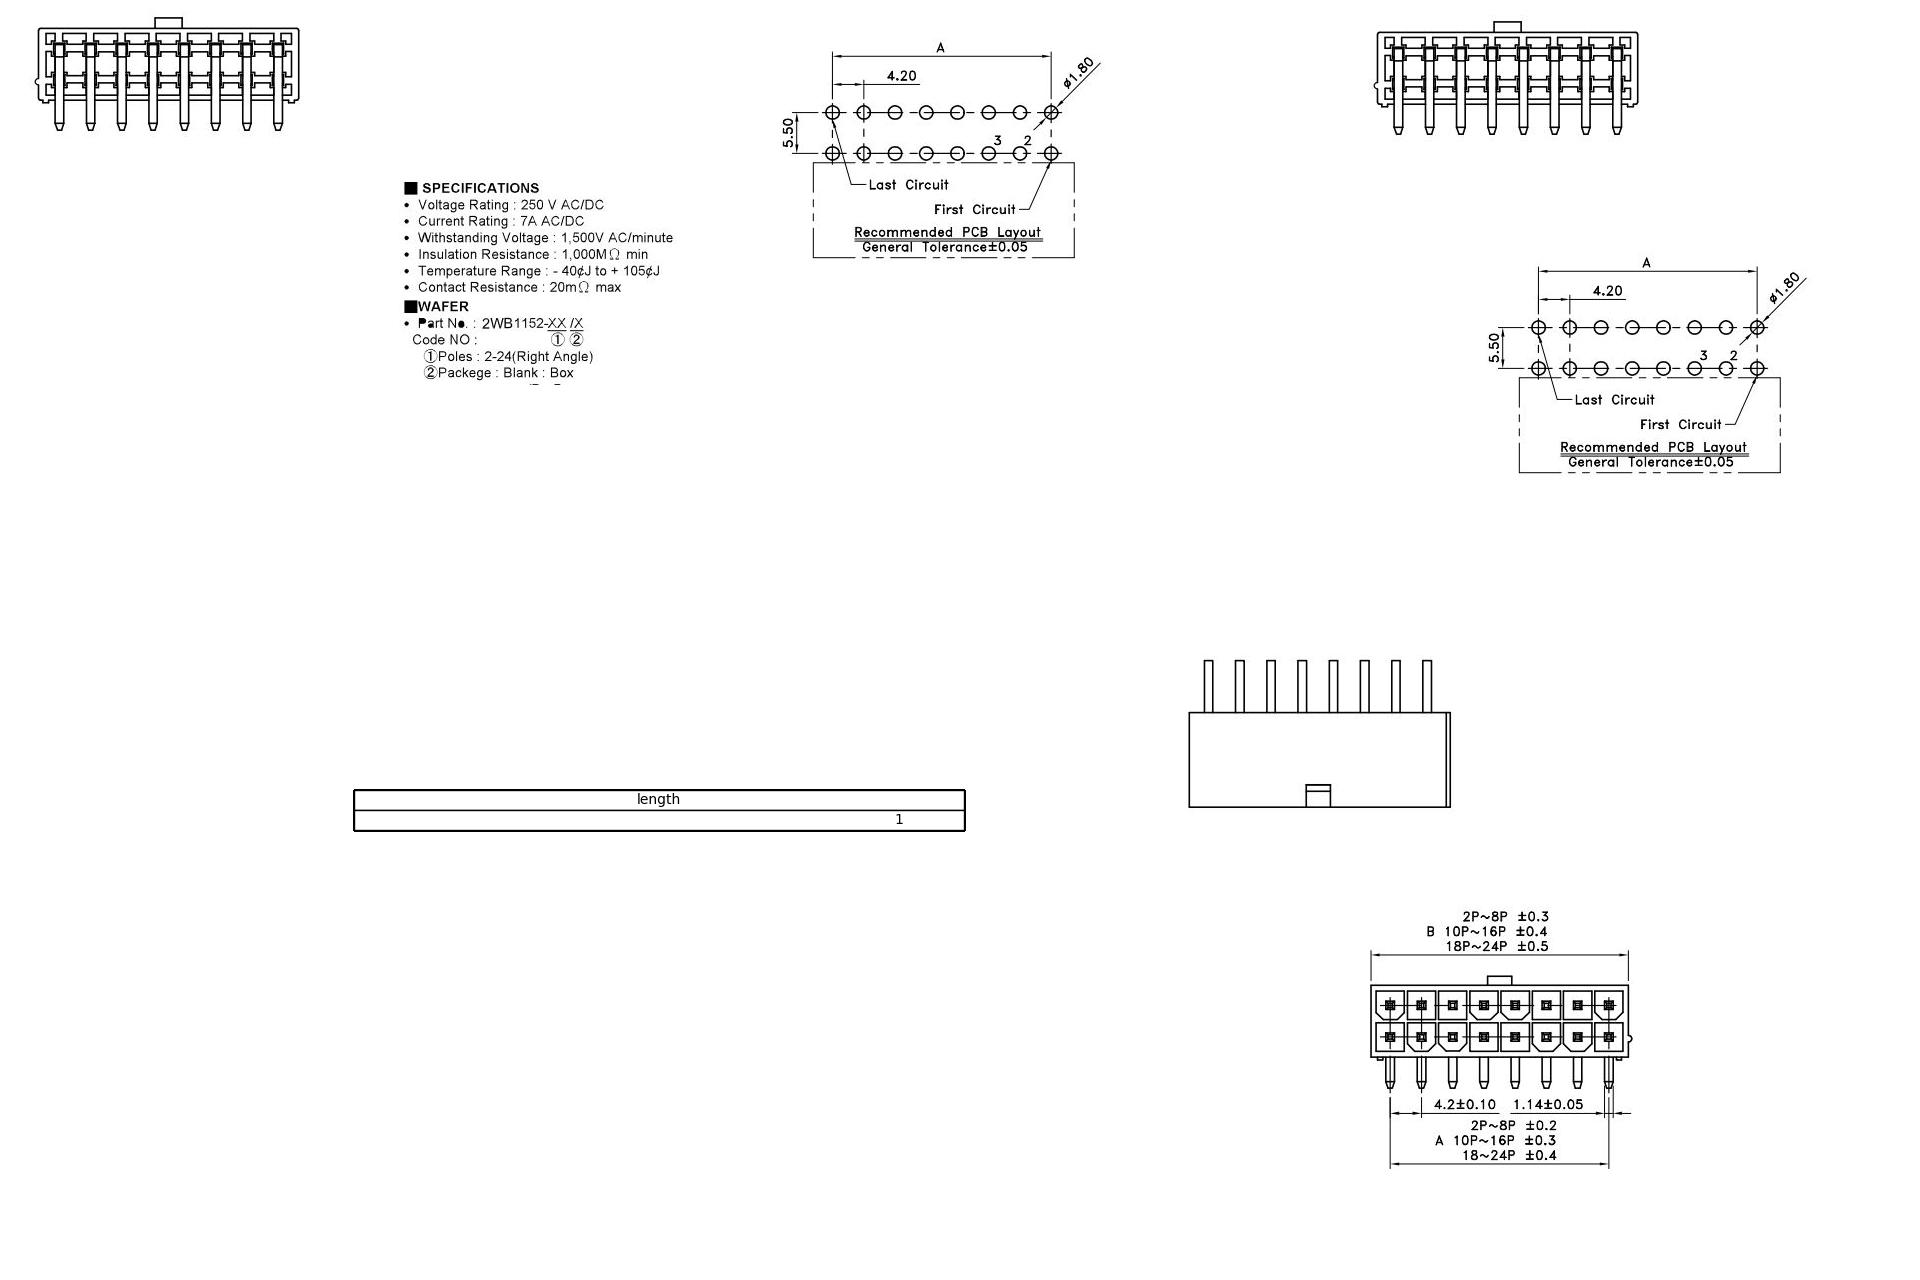 A
4.20
ø1.80
5.50
3 2
Last Circuit
First Circuit
Recommended PCB Layout
General Tolerance±0.05
■ SPECIFICATIONS
• Voltage Rating : 250 V AC/DC
• Current Rating : 7A AC/DC
• Withstanding Voltage : 1,500V AC/minute
• Insulation Resistance : 1,000MΩ min
• Temperature Range : - 40¢J to + 105¢J
• Contact Resistance : 20mΩ max
■WAFER
• Part No. : 2WB1152-XX /X
Code NO : ① ②
①Poles : 2-24(Right Angle)
②Packege : Blank : Box
A
4.20
ø1.80
5.50
3 2
Last Circuit
First Circuit
Recommended PCB Layout
General Tolerance±0.05
length
1
2P~8P ±0.3
B 10P~16P ±0.4
18P~24P ±0.5
4.2±0.10 1.14±0.05
2P~8P ±0.2
A 10P~16P ±0.3
18~24P ±0.4